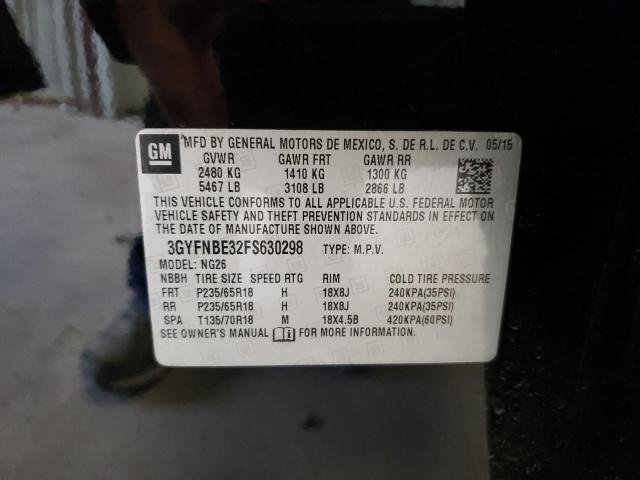 GM
MFD BY GENERAL MOTORS DE MEXICO, S. DE R.L. DE C.V. 05/15
GVWR GAWR FRT GAWR RR
2480 KG 1410 KG 1300 KG
5467 LB 3108 LB 2866 LB
THIS VEHICLE CONFORMS TO ALL APPLICABLE U.S. FEDERAL MOTOR
VEHICLE SAFETY AND THEFT PREVENTION STANDARDS IN EFFECT ON
THE DATE OF MANUFACTURE SHOWN ABOVE.
3GYFNBE32FS630298 TYPE: M.P.V.
MODEL: NG26
NBBH TIRE SIZE SPEED RTG RIM COLD TIRE PRESSURE
FRT P235/65R18 H 18X8J 240KPA(35PSI)
RR P235/65R18 H 18X8J 240KPA(35PSI)
SPA T135/70R18 M 18X4.5B 420KPA(60PSI)
SEE OWNER'S MANUAL FOR MORE INFORMATION.